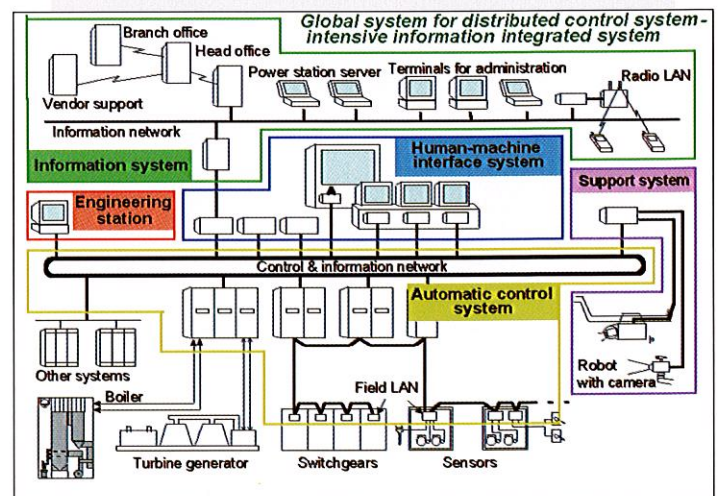 Global system for distributed control system-
intensive information integrated system
Branch office
Head office
Vendor support
Power station server
Terminals for administration
Radio LAN
Information network
Information system
Human-machine
interface system
Engineering
station
Support system
Control & information network
Automatic control
system
Other systems
Robot
with camera
Boiler
Field LAN
Turbine generator
Switchgears
Sensors